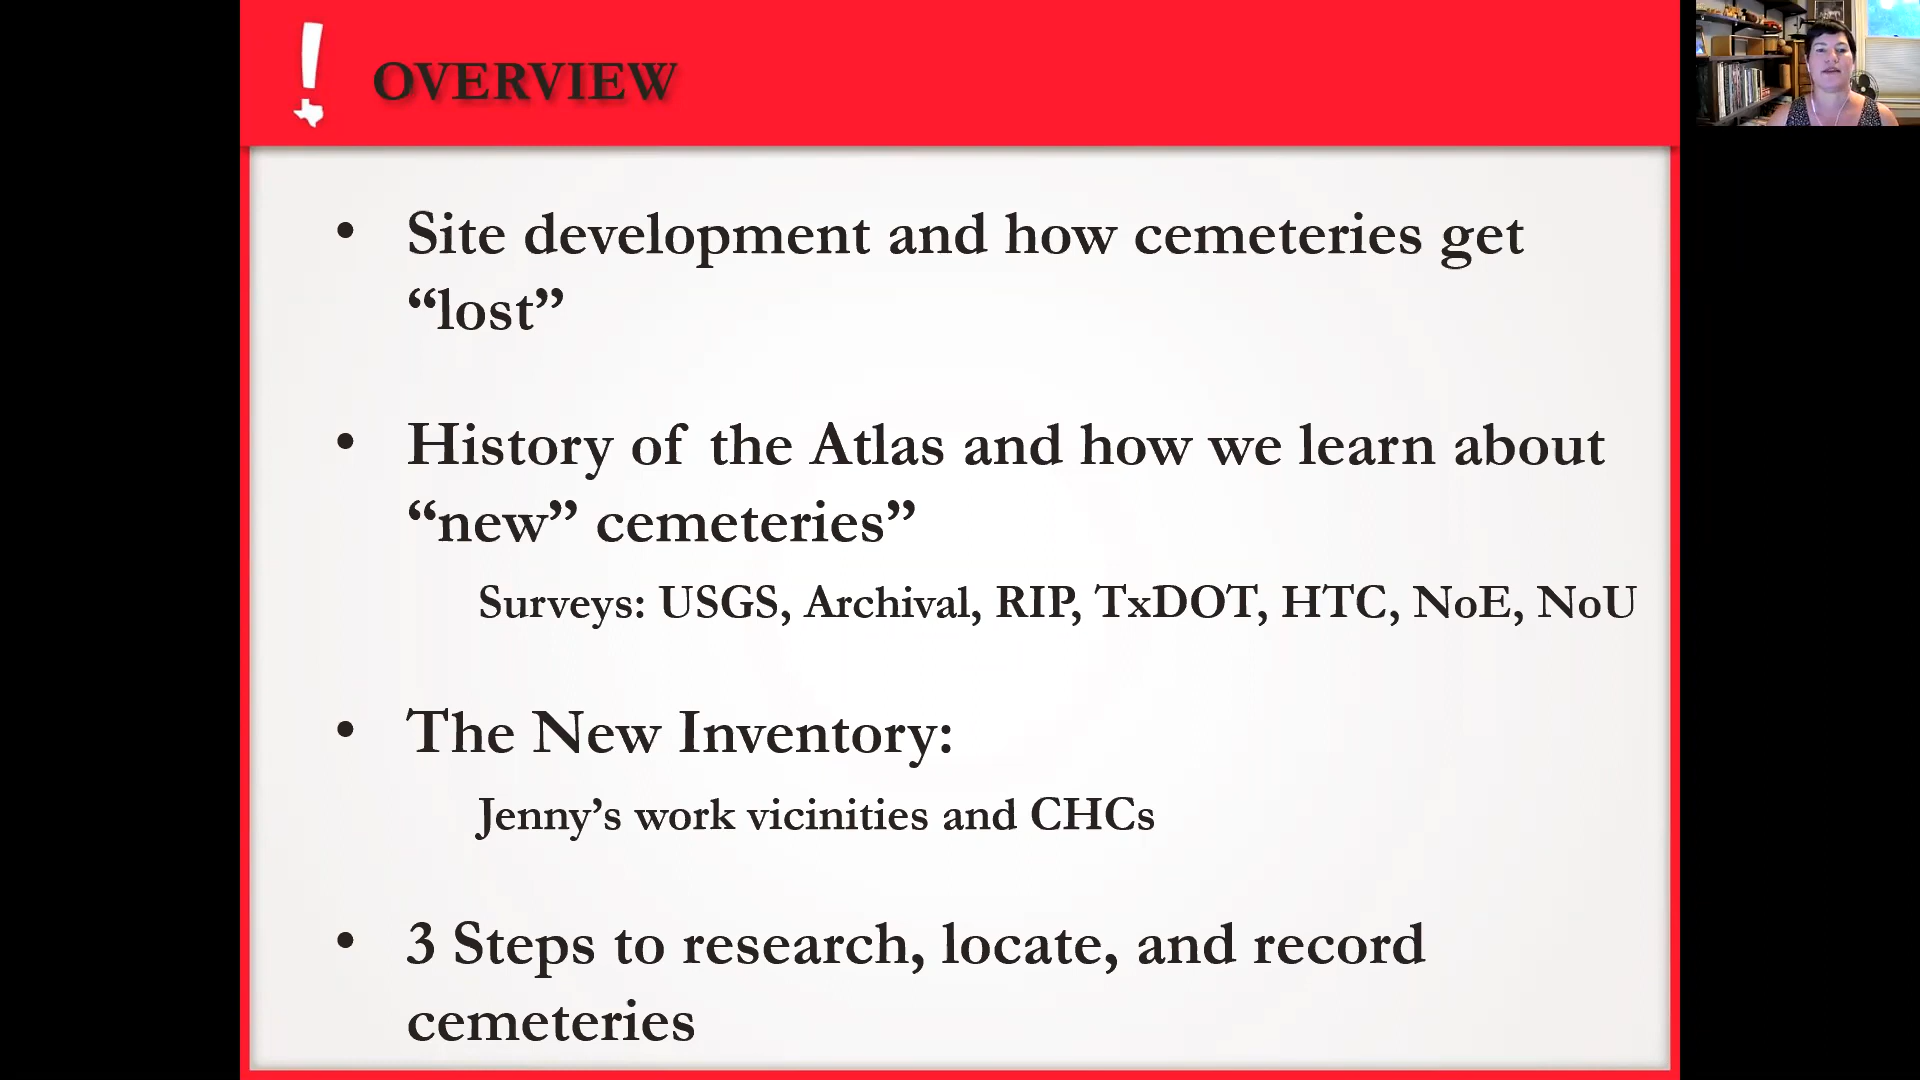 OVERVIEW
• Site development and how cemeteries get
“lost”
• History of the Atlas and how we learn about
“new” cemeteries”
Surveys: USGS, Archival, RIP, TxDOT, HTC, NoE, NoU
• The New Inventory:
Jenny’s work vicinities and CHCs
• 3 Steps to research, locate, and record
cemeteries